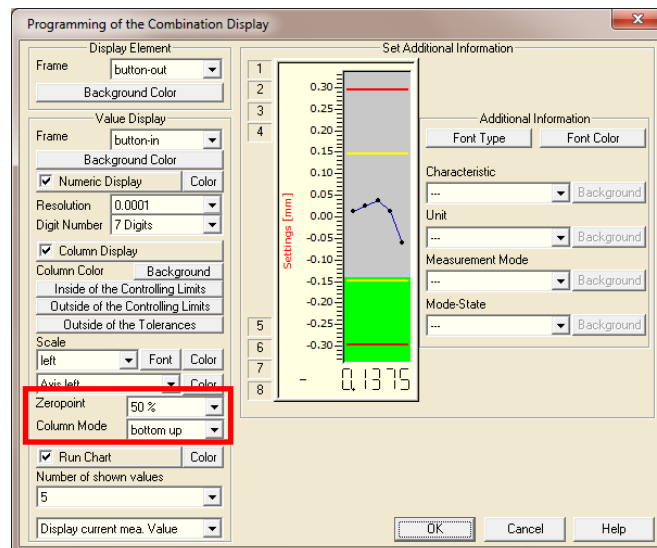 Programming of the Combination Display
Display Element
Frame
button-out
Background Color
Value Display
Frame
button-in
Background Color
Numeric Display
Color
Resolution
0.0001
Digit Number
7 Digits
Column Display
Column Color
Background
Inside of the Controlling Limits
Outside of the Controlling Limits
Outside of the Tolerances
Scale
left
Font
Color
Axis left
Color
Zeropoint
50 %
Column Mode
bottom up
Run Chart
Color
Number of shown values
5
Display current mea. Value
Set Additional Information
1
2
3
4
5
6
7
8
Settings [mm]
0.30
0.25
0.20
0.15
0.10
0.05
0.00
-0.05
-0.10
-0.15
-0.20
-0.25
-0.30
- 0.1375
Additional Information
Font Type
Font Color
Characteristic
---
Background
Unit
---
Background
Measurement Mode
---
Background
Mode-State
---
Background
OK
Cancel
Help